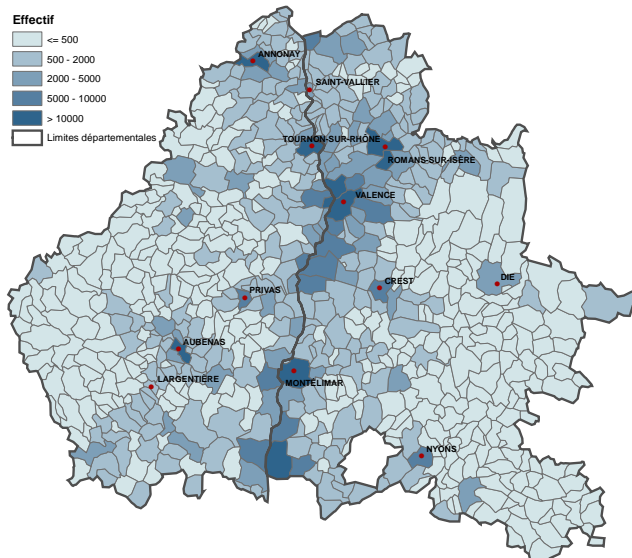 Effectif
<= 500
500 - 2000
2000 - 5000
5000 - 10000
> 10000
Limites départementales
ANNONAY
SAINT-VALLIER
TOURNON-SUR-RHÔNE
ROMANS-SUR-ISÈRE
VALENCE
DIE
CREST
PRIVAS
AUBENAS
LARGENTIÈRE
MONTÉLIMAR
NYONS